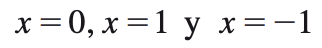 x = 0, x = 1 y x = −1